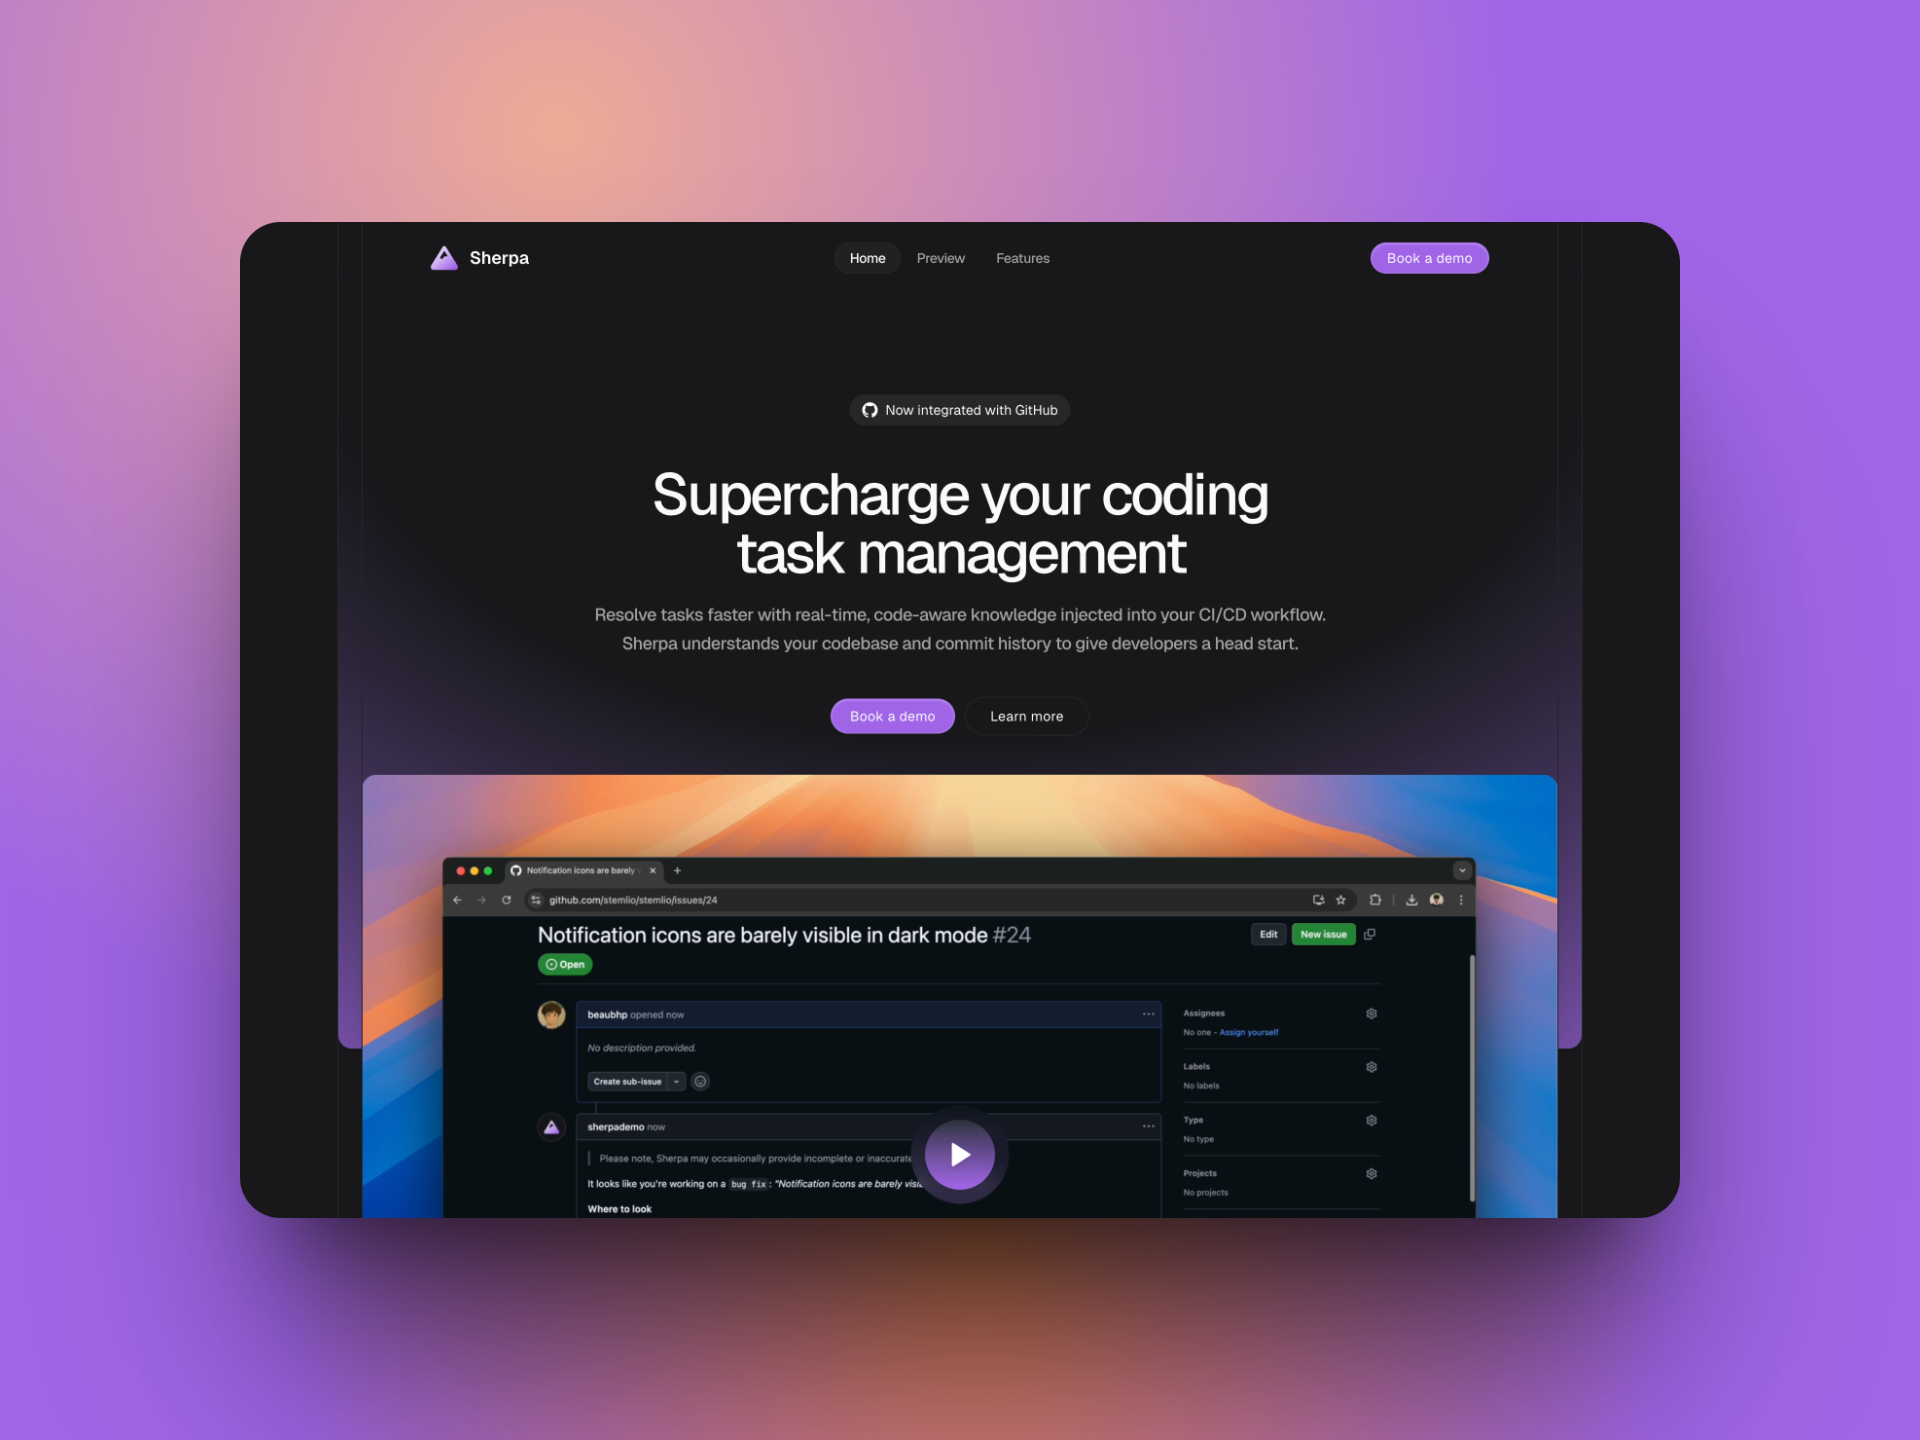 Sherpa
Home
Preview
Features
Book a demo
Now integrated with GitHub
Supercharge your coding
task management
Resolve tasks faster with real-time, code-aware knowledge injected into your CI/CD workflow.
Sherpa understands your codebase and commit history to give developers a head start.
Book a demo
Learn more
Notification icons are barely
github.com/stemlio/stemlio/issues/24
Notification icons are barely visible in dark mode #24
Edit
New issue
Open
beaubhp opened now
No description provided.
Create sub-issue
sherpademo now
Please note, Sherpa may occasionally provide incomplete or inaccurate
It looks like you're working on a bug fix: "Notification icons are barely
Where to look
Assignees
No one - Assign yourself
Labels
No labels
Type
No type
Projects
No projects